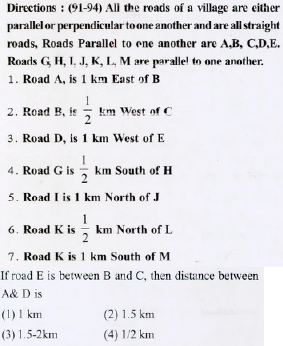 Directions : (91-94) All the roads of a village are either
parallel or perpendicular to one another and are all straight
roads, Roads Parallel to one another are A,B, C,D,E.
Roads G, H, I, J, K, L, M are parallel to one another.
1. Road A, is 1 km East of B
2. Road B, is 1/2 km West of C
3. Road D, is 1 km West of E
4. Road G is 1/2 km South of H
5. Road I is 1 km North of J
6. Road K is 1/2 km North of L
7. Road K is 1 km South of M
If road E is between B and C, then distance between
A& D is
(1) 1 km (2) 1.5 km
(3) 1.5-2km (4) 1/2 km